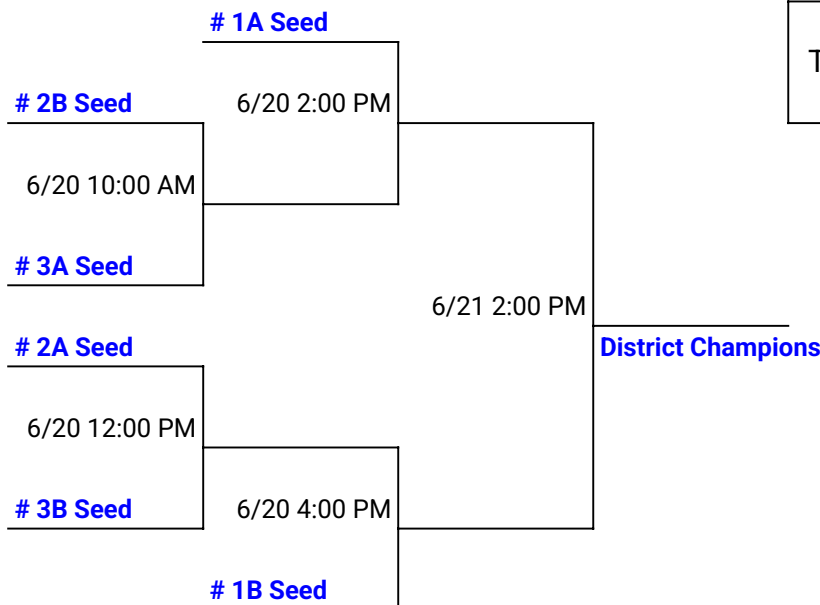 # 1A Seed
# 2B Seed
6/20 2:00 PM
6/20 10:00 AM
# 3A Seed
6/21 2:00 PM
# 2A Seed
District Champions
6/20 12:00 PM
# 3B Seed
6/20 4:00 PM
# 1B Seed